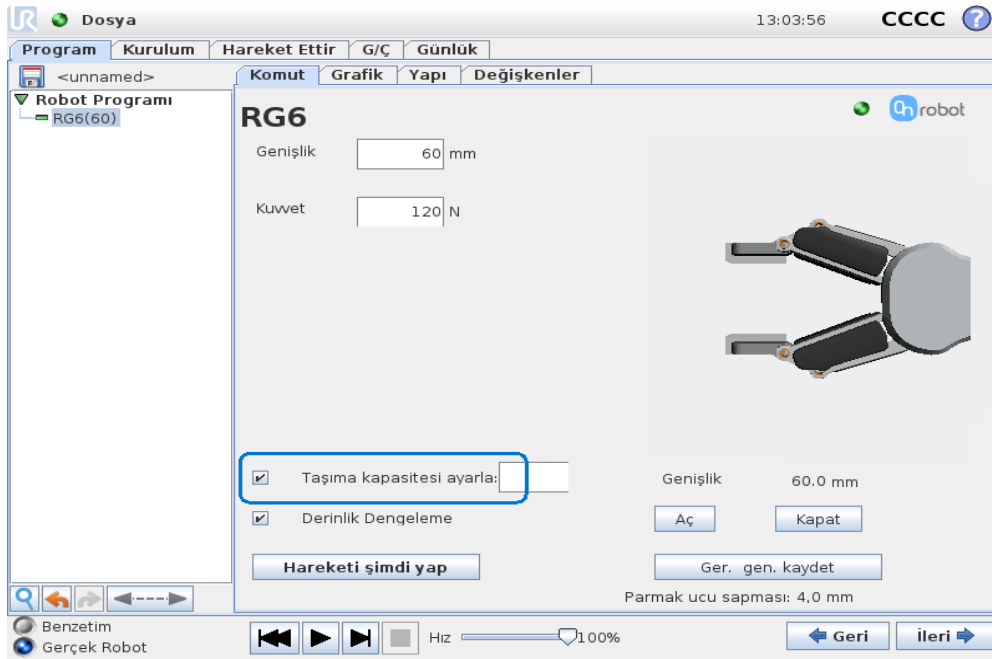 UR Dosya 13:03:56 CCCC ?
Program Kurulum Hareket Ettir G/Ç Günlük
<unnamed> Komut Grafik Yapı Değişkenler
Robot Programı
RG6(60)
RG6 On robot
Genişlik 60 mm
Kuvvet 120 N
Taşıma kapasitesi ayarla: Genişlik 60.0 mm
Derinlik Dengeleme Aç Kapat
Hareketi şimdi yap Ger. gen. kaydet
Parmak ucu sapması: 4,0 mm
Benzetim
Gerçek Robot
Hız 100% Geri İleri